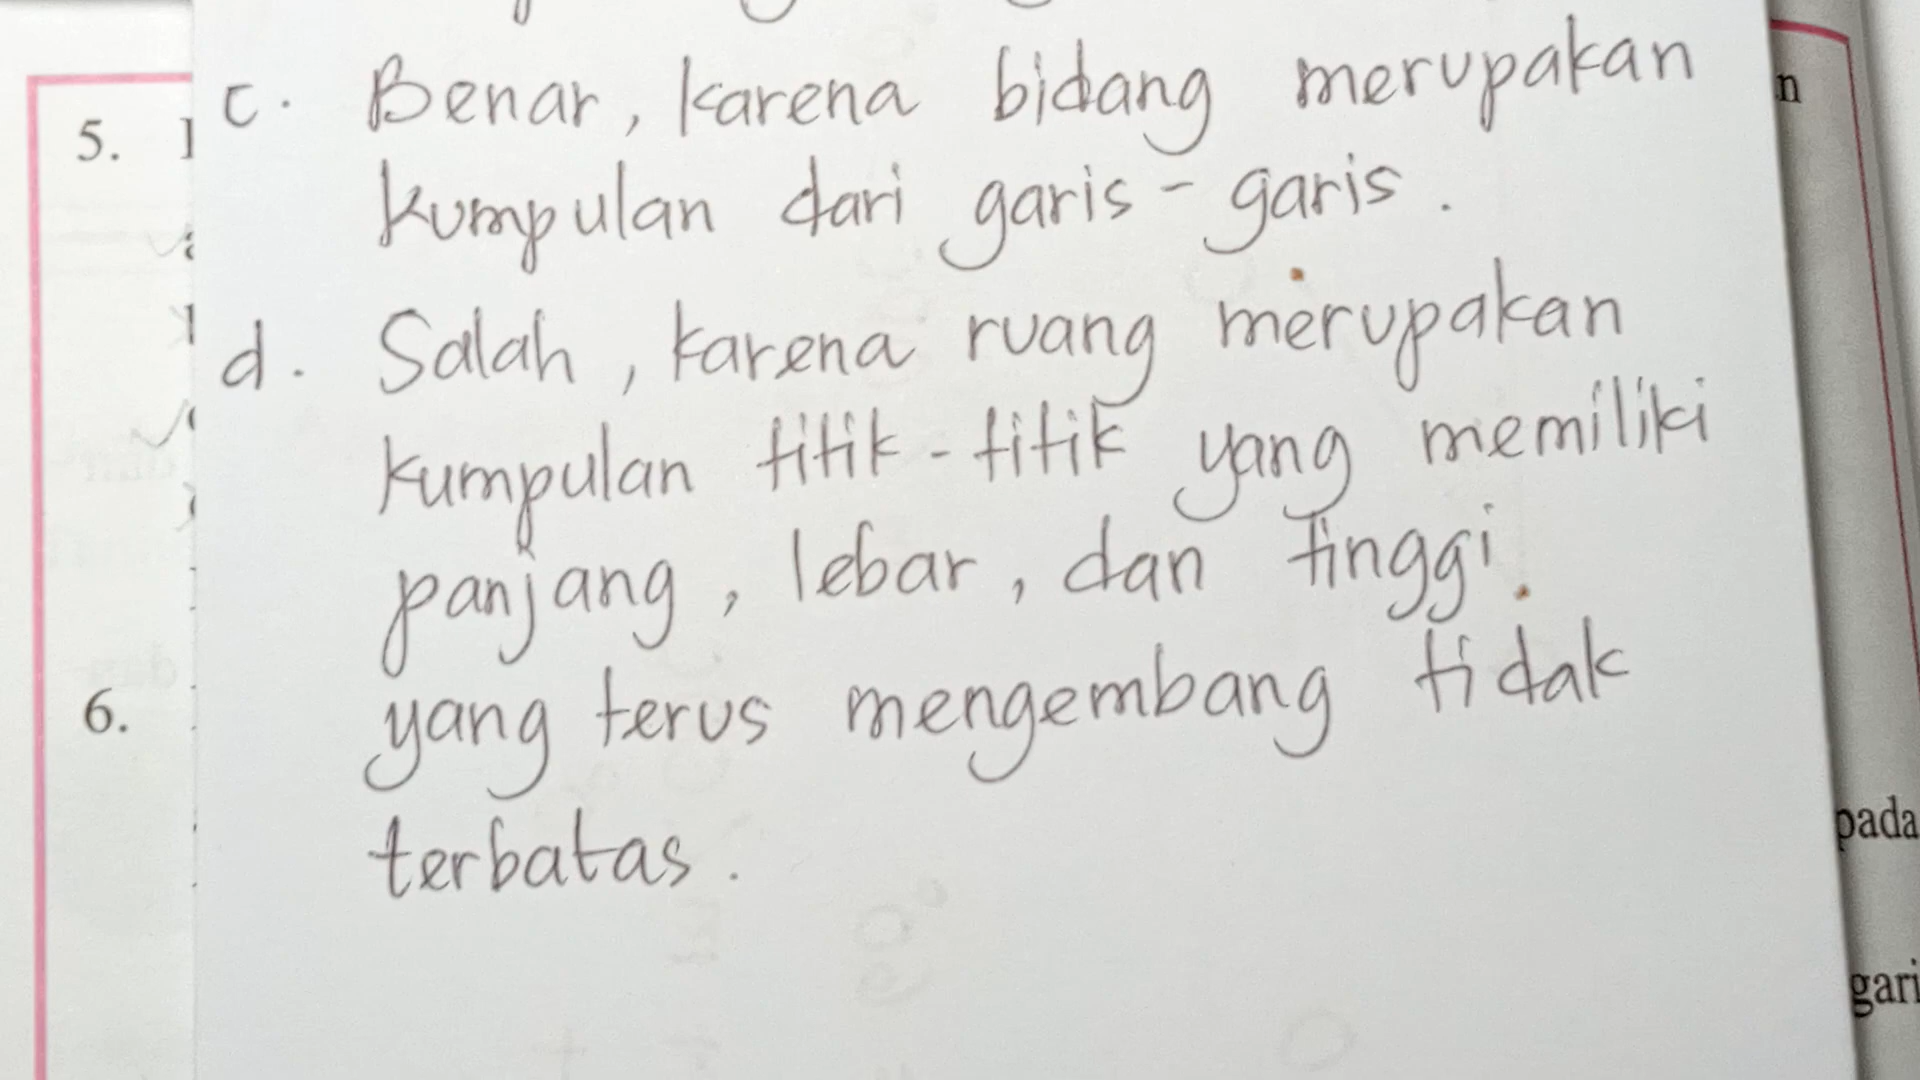 c. Benar, karena bidang merupakan
kumpulan dari garis-garis.
d. Salah, karena ruang merupakan
kumpulan titik-titik yang memiliki
panjang, lebar, dan tinggi.
yang terus mengembang tidak
terbatas.
5.
6.
n
pada
gari